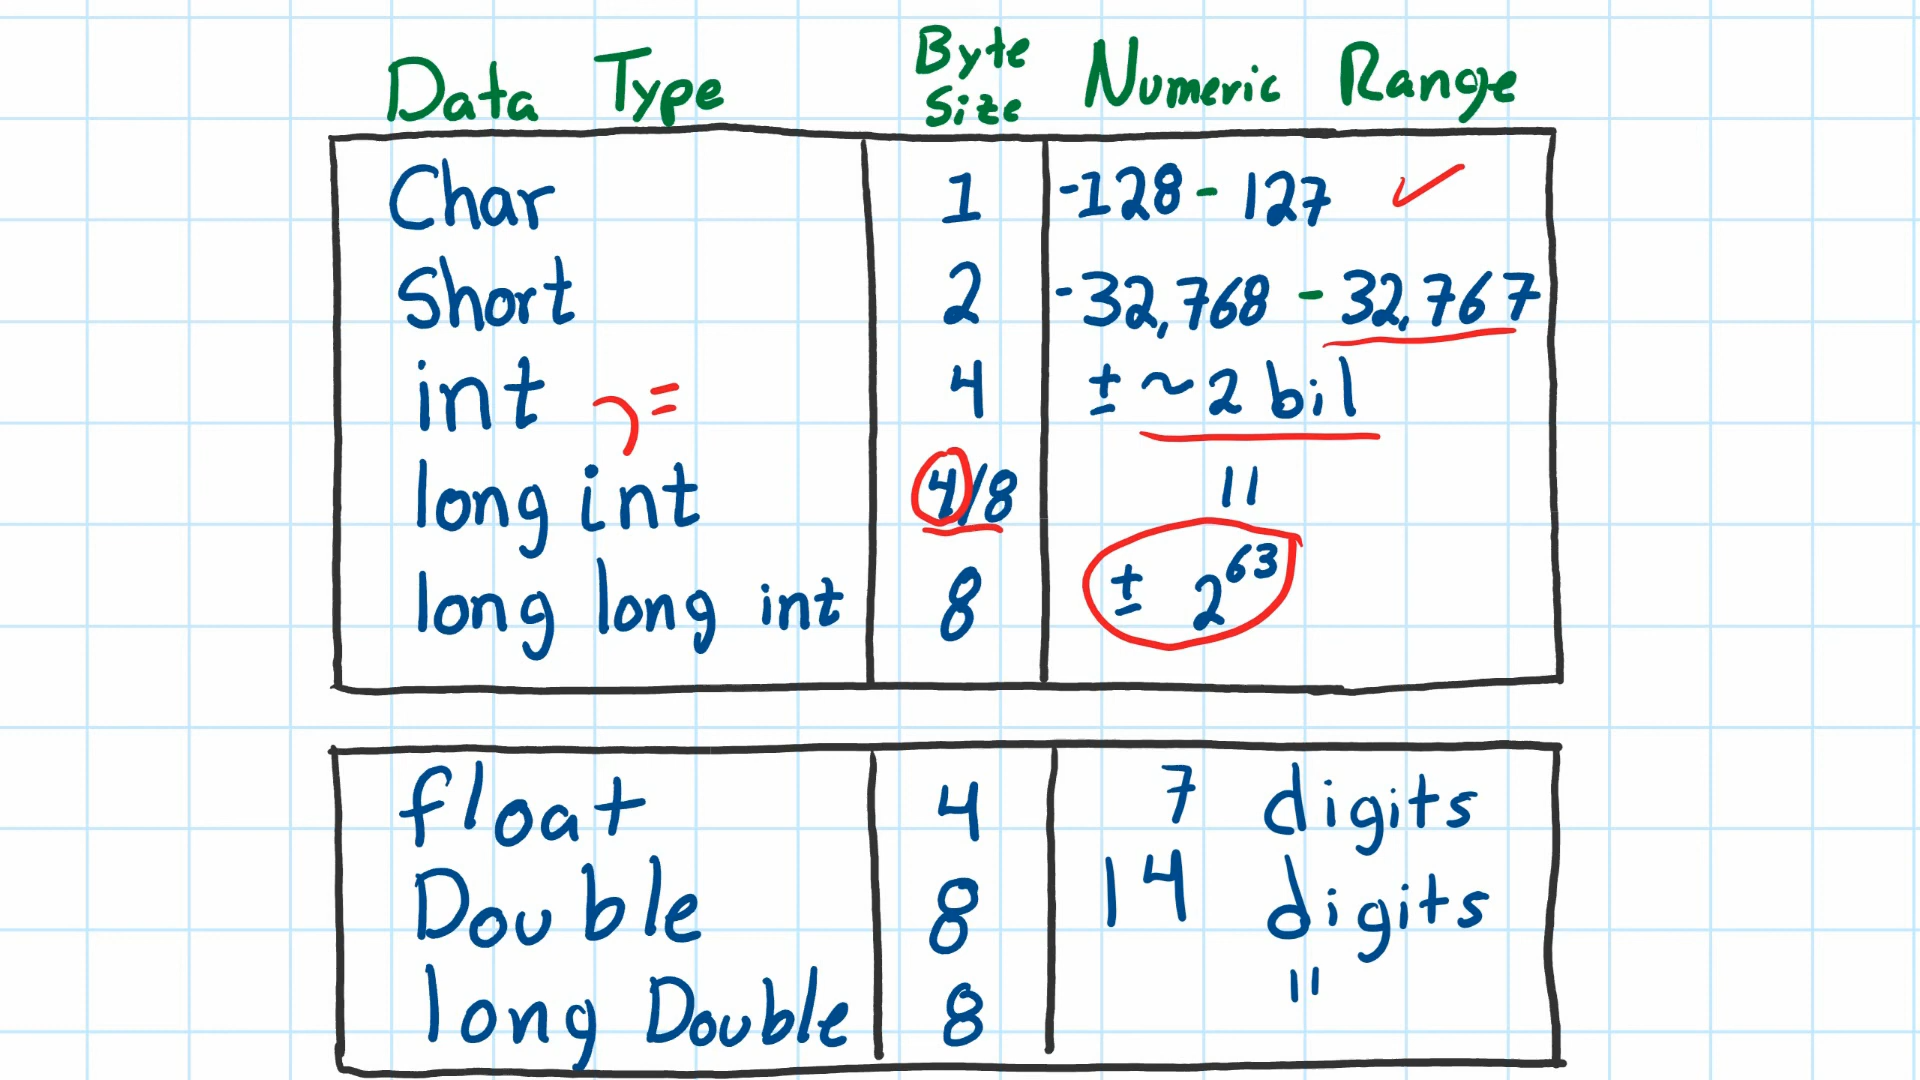 Data Type Byte Size Numeric Range
Char 1 -128 - 127 ✓
Short 2 -32,768 - 32,767
int 4 ± ~ 2 bil
long int 4/8 "
long long int 8 ± 2^63
float 4 7 digits
Double 8 14 digits
long Double 8 "